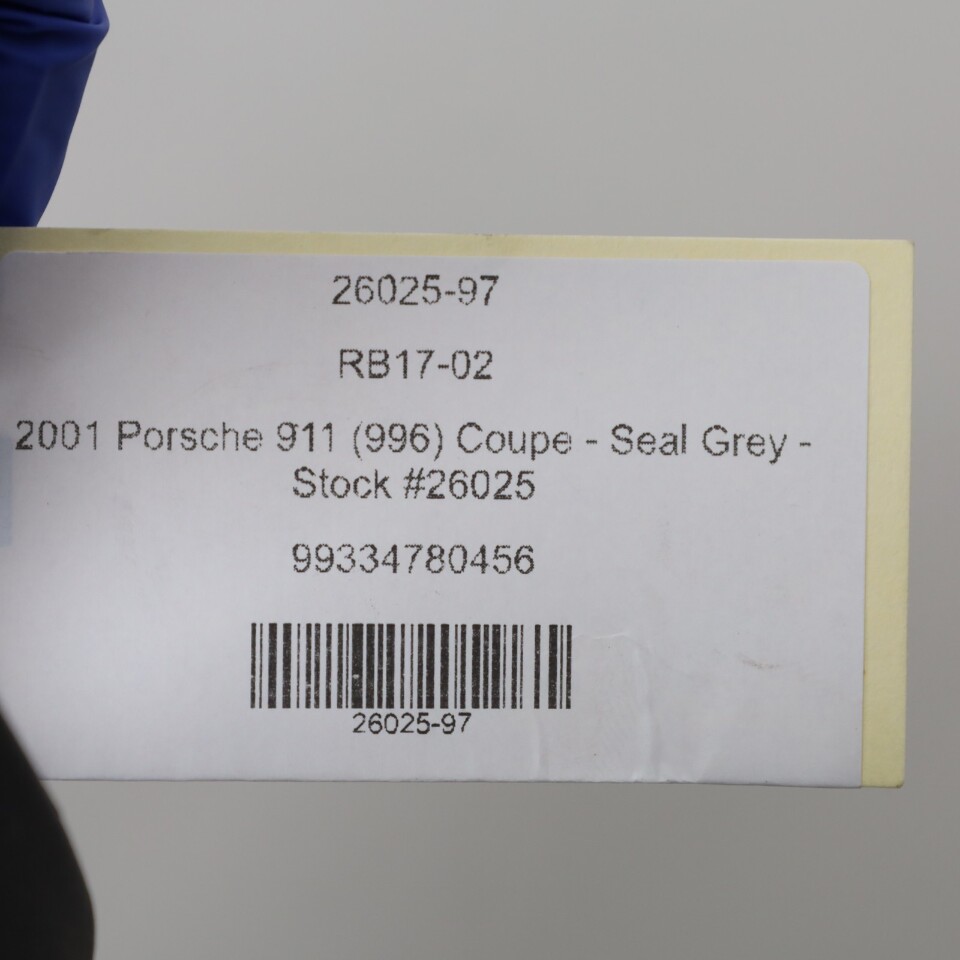 26025-97
RB17-02
2001 Porsche 911 (996) Coupe - Seal Grey -
Stock #26025
99334780456
26025-97